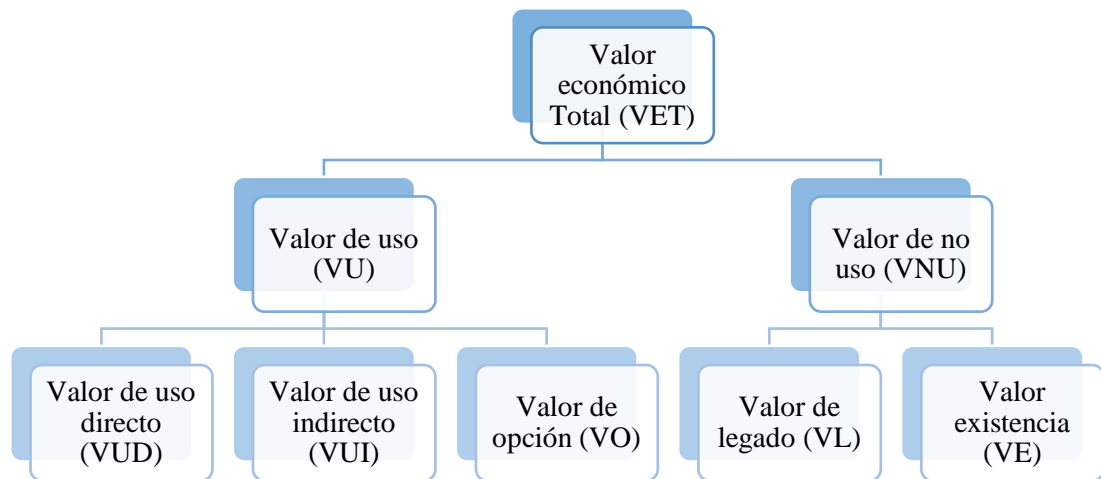 Valor
económico
Total (VET)
Valor de uso
(VU)
Valor de no
uso (VNU)
Valor de uso
directo
(VUD)
Valor de uso
indirecto
(VUI)
Valor de
opción (VO)
Valor de
legado (VL)
Valor
existencia
(VE)